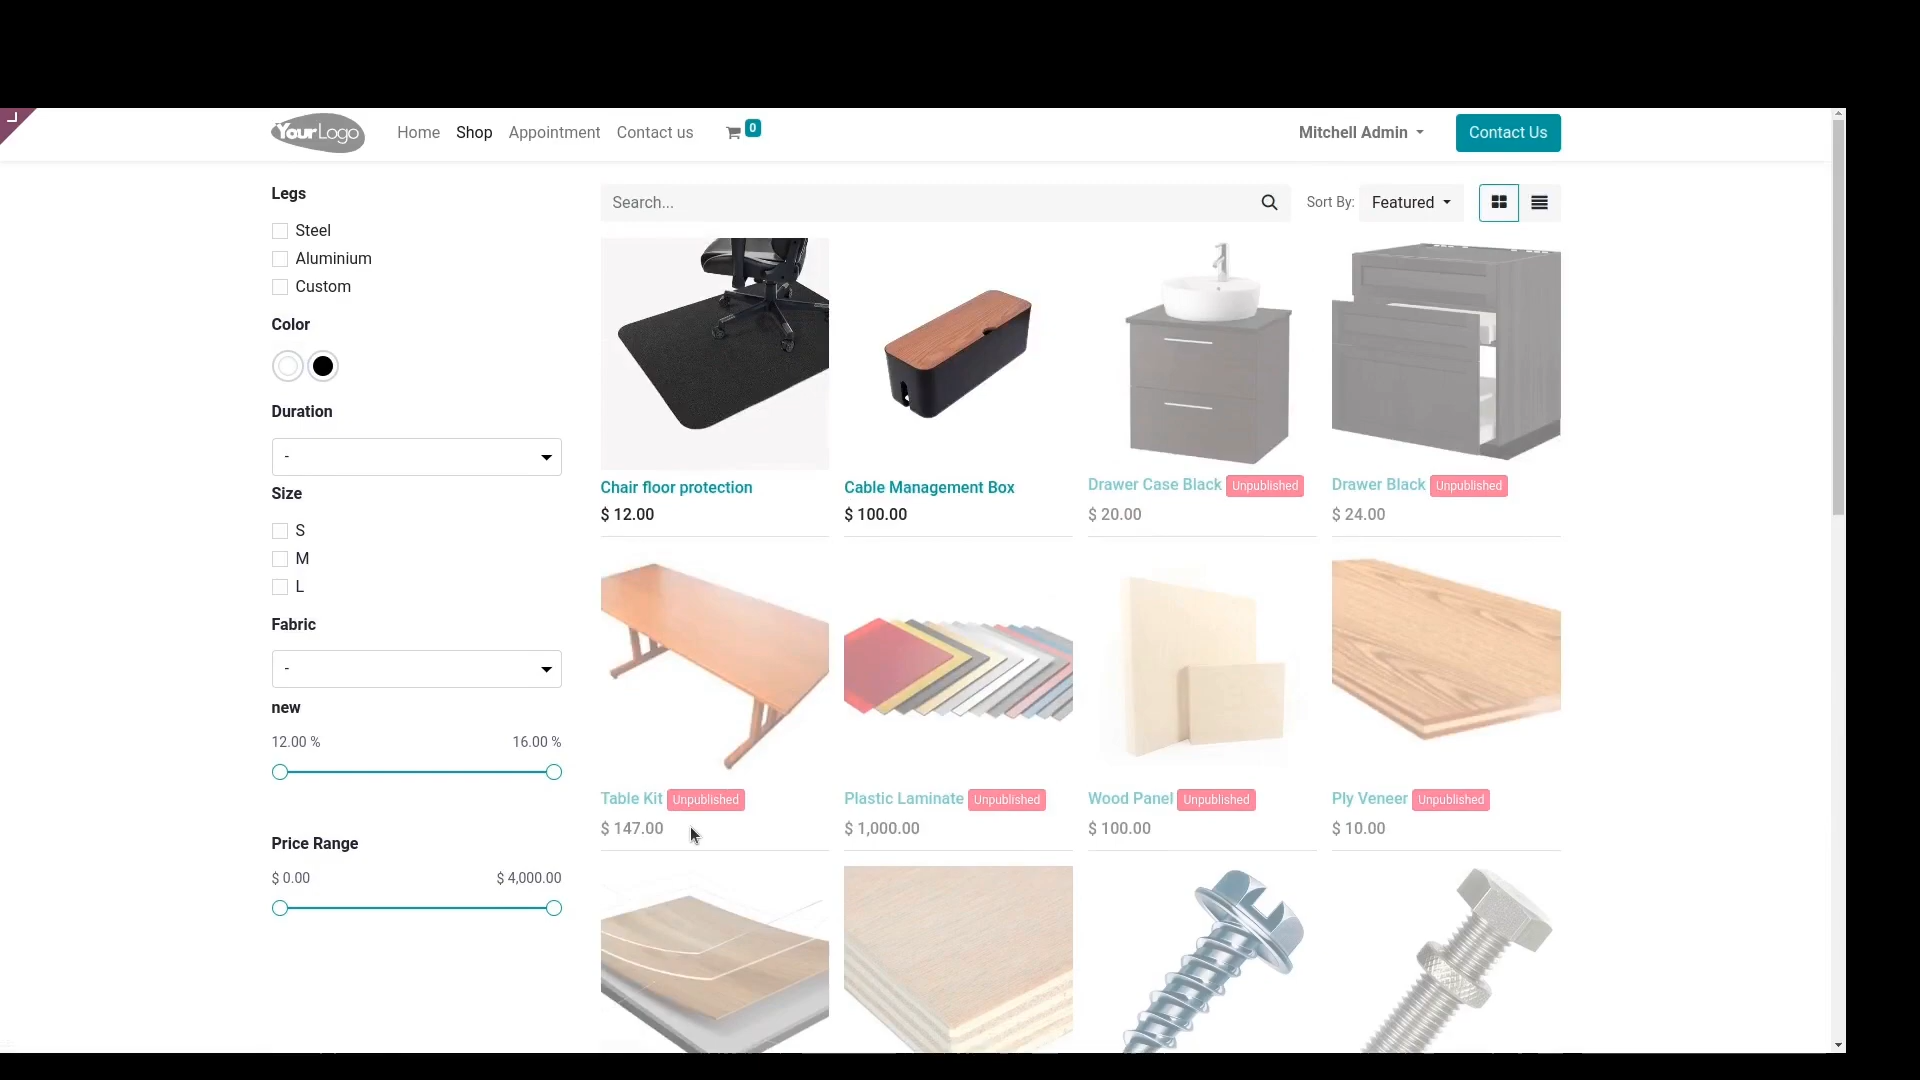 YourLogo Home Shop Appointment Contact us 0 Mitchell Admin Contact Us
Legs
Steel
Aluminium
Custom
Color
Duration
-
Size
S
M
L
Fabric
-
new
12.00 % 16.00 %
Price Range
$ 0.00 $ 4,000.00
Search... Sort By: Featured
Chair floor protection
$ 12.00
Cable Management Box
$ 100.00
Drawer Case Black Unpublished
$ 20.00
Drawer Black Unpublished
$ 24.00
Table Kit Unpublished
$ 147.00
Plastic Laminate Unpublished
$ 1,000.00
Wood Panel Unpublished
$ 100.00
Ply Veneer Unpublished
$ 10.00